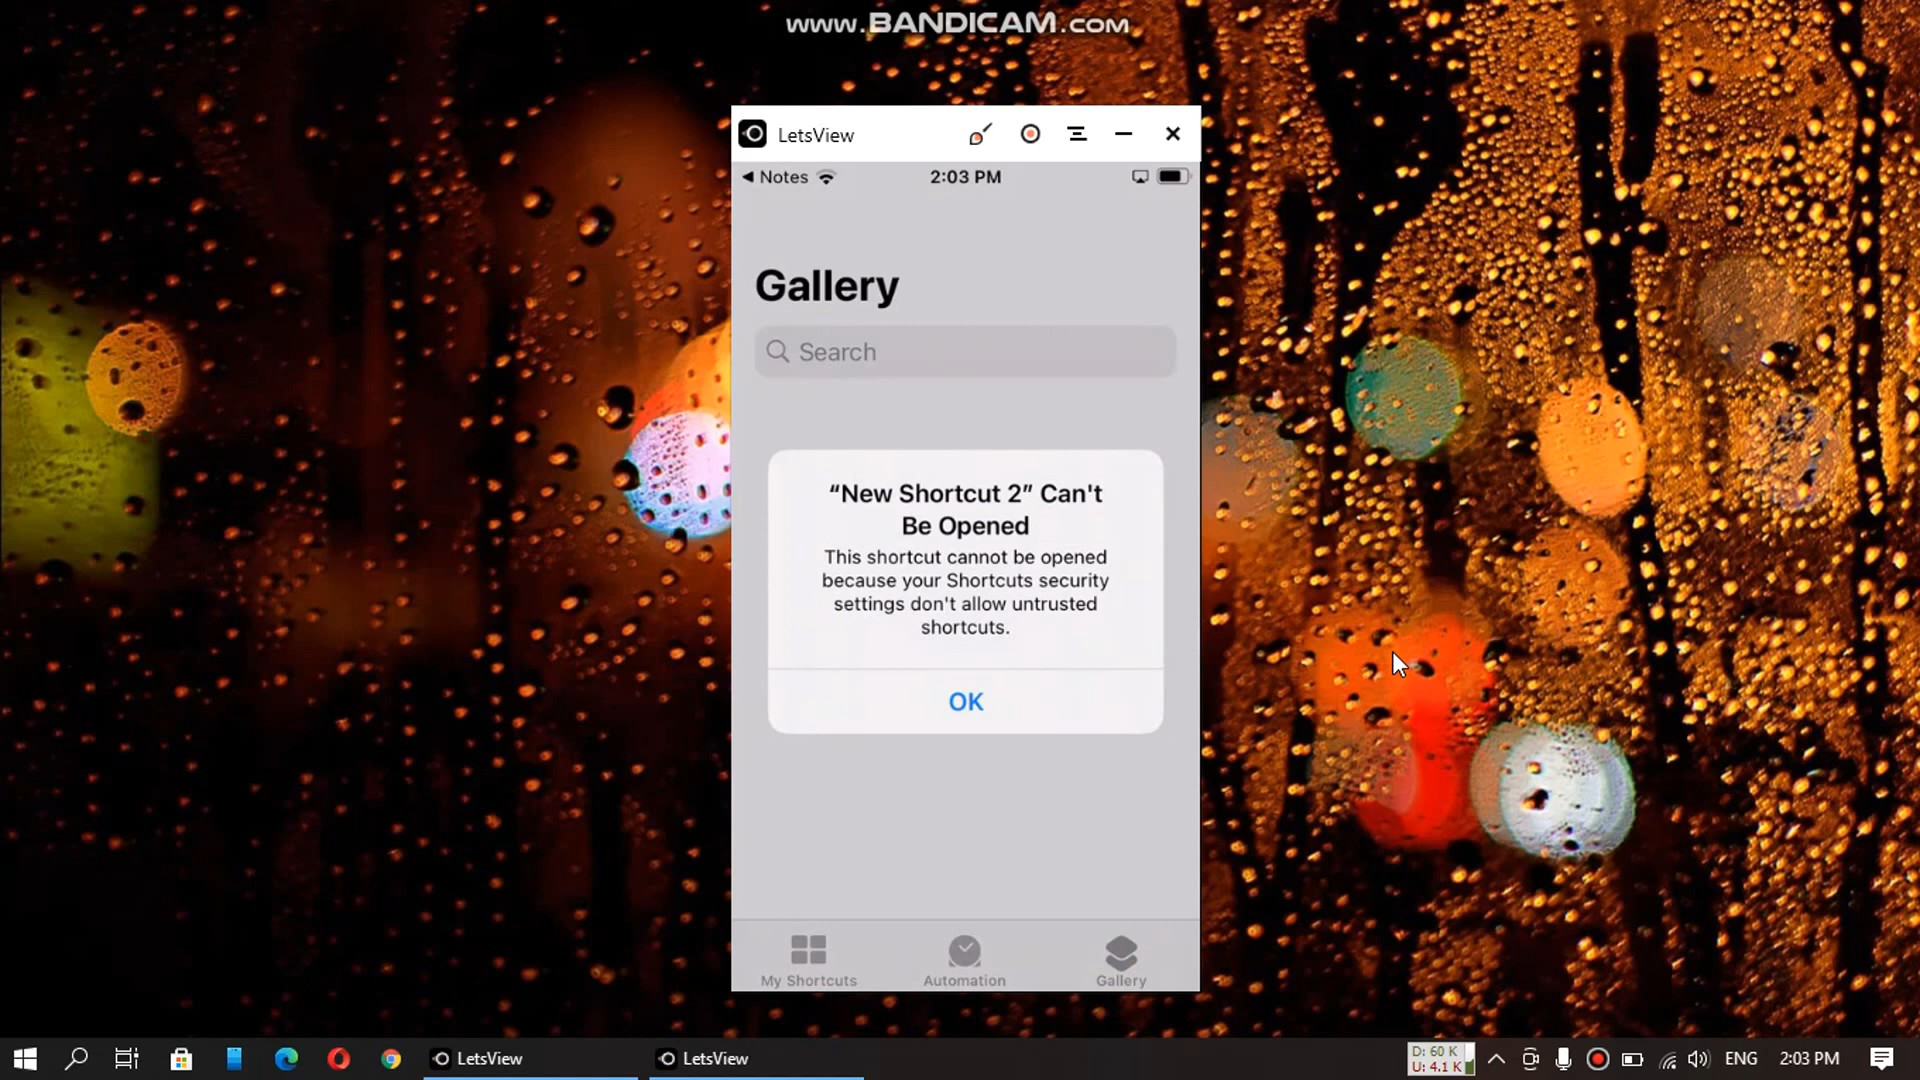 www.BANDICAM.com
LetsView
Notes
2:03 PM
Gallery
Search
“New Shortcut 2” Can't
Be Opened
This shortcut cannot be opened
because your Shortcuts security
settings don't allow untrusted
shortcuts.
OK
My Shortcuts
Automation
Gallery
LetsView
LetsView
D: 60 K
U: 4.1 K
ENG
2:03 PM